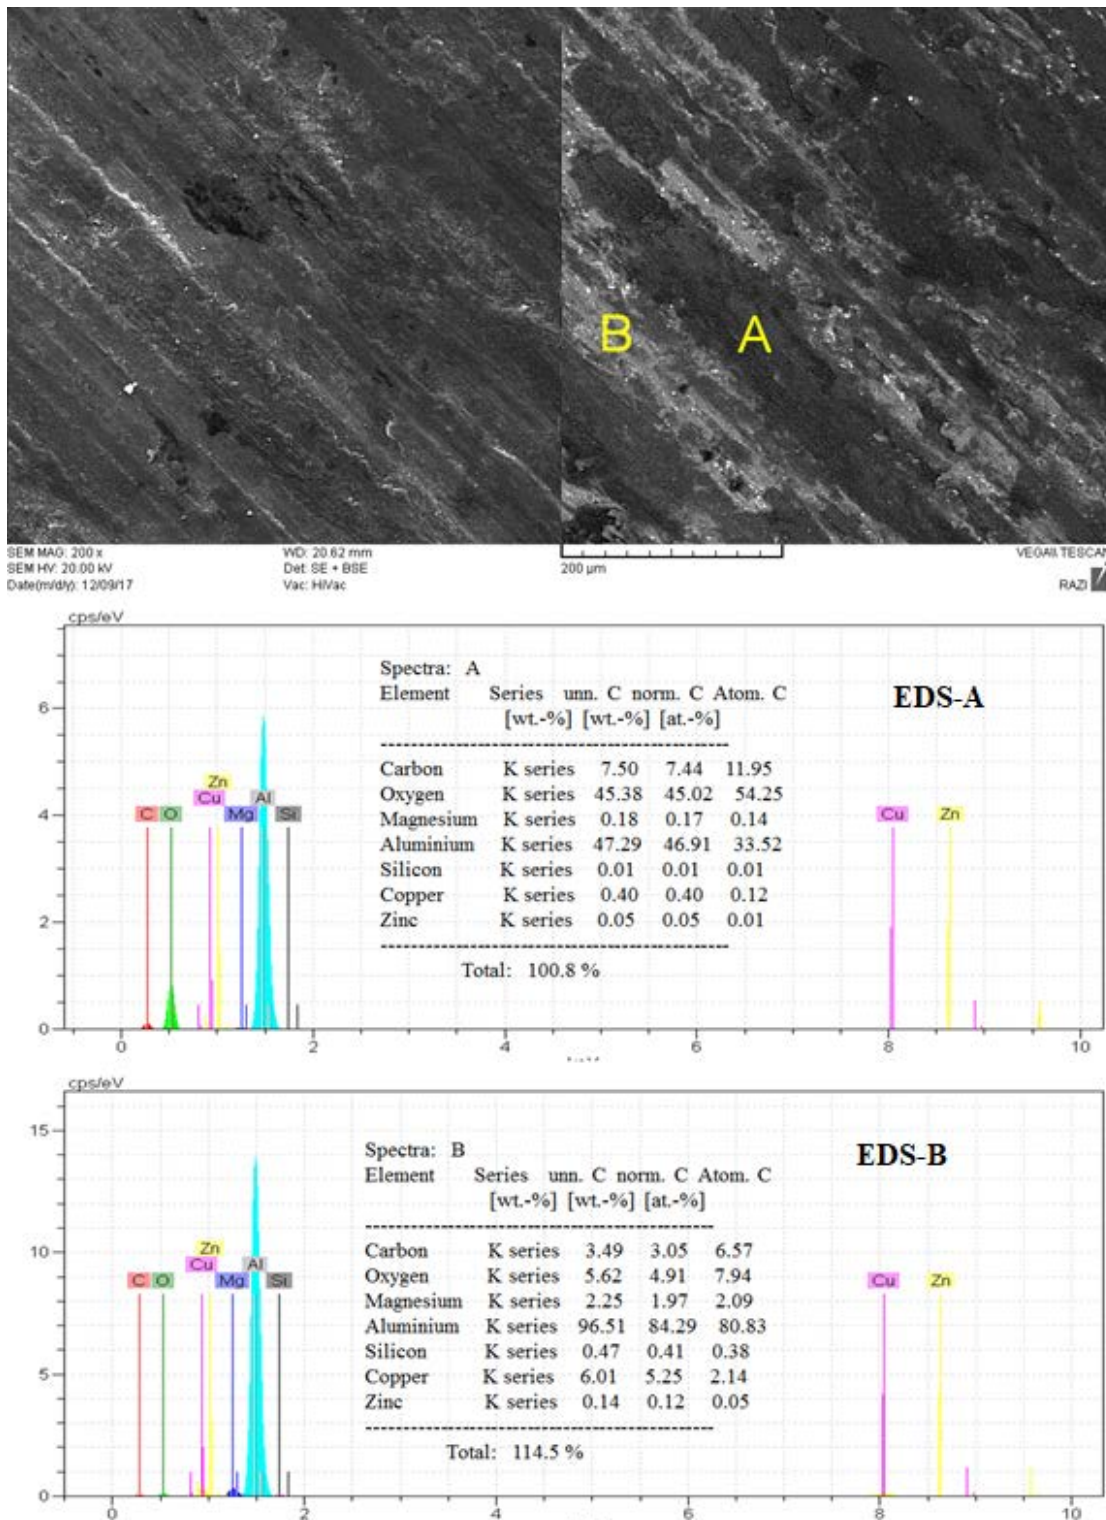 B A
SEM MAG: 200 x WD: 20.62 mm 200 µm VEGAII TESCAN
SEM HV: 20.00 kV Det: SE + BSE
Date(m/d/y): 12/09/17 Vac: HiVac RAZI
cps/eV
Spectra: A
EDS-A
Element Series unn. C norm. C Atom. C
[wt.-%] [wt.-%] [at.-%]
------------------------------------------------
Carbon K series 7.50 7.44 11.95
Oxygen K series 45.38 45.02 54.25
Magnesium K series 0.18 0.17 0.14
Aluminium K series 47.29 46.91 33.52
Silicon K series 0.01 0.01 0.01
Copper K series 0.40 0.40 0.12
Zinc K series 0.05 0.05 0.01
------------------------------------------------
Total: 100.8 %
6
4
2
0
Zn
C O Cu Mg Al Si Cu Zn
0 2 4 6 8 10
cps/eV
Spectra: B
EDS-B
Element Series unn. C norm. C Atom. C
[wt.-%] [wt.-%] [at.-%]
------------------------------------------------
Carbon K series 3.49 3.05 6.57
Oxygen K series 5.62 4.91 7.94
Magnesium K series 2.25 1.97 2.09
Aluminium K series 96.51 84.29 80.83
Silicon K series 0.47 0.41 0.38
Copper K series 6.01 5.25 2.14
Zinc K series 0.14 0.12 0.05
------------------------------------------------
Total: 114.5 %
15
10
5
0
Zn
Cu Al
C O Mg Si Cu Zn
0 2 4 6 8 10